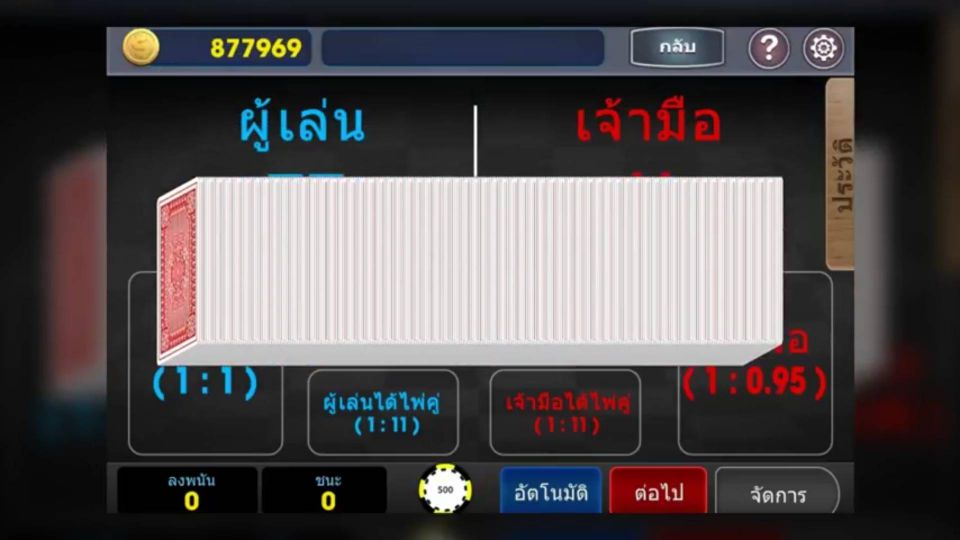 877969
กลับ
?
ผู้เล่น
เจ้ามือ
ประวัติ
(1:1)
ผู้เล่นได้ไพ่คู่
(1:11)
เจ้ามือได้ไพ่คู่
(1:11)
(1:0.95)
ลงพนัน
0
ชนะ
0
500
อัตโนมัติ
ต่อไป
จัดการ